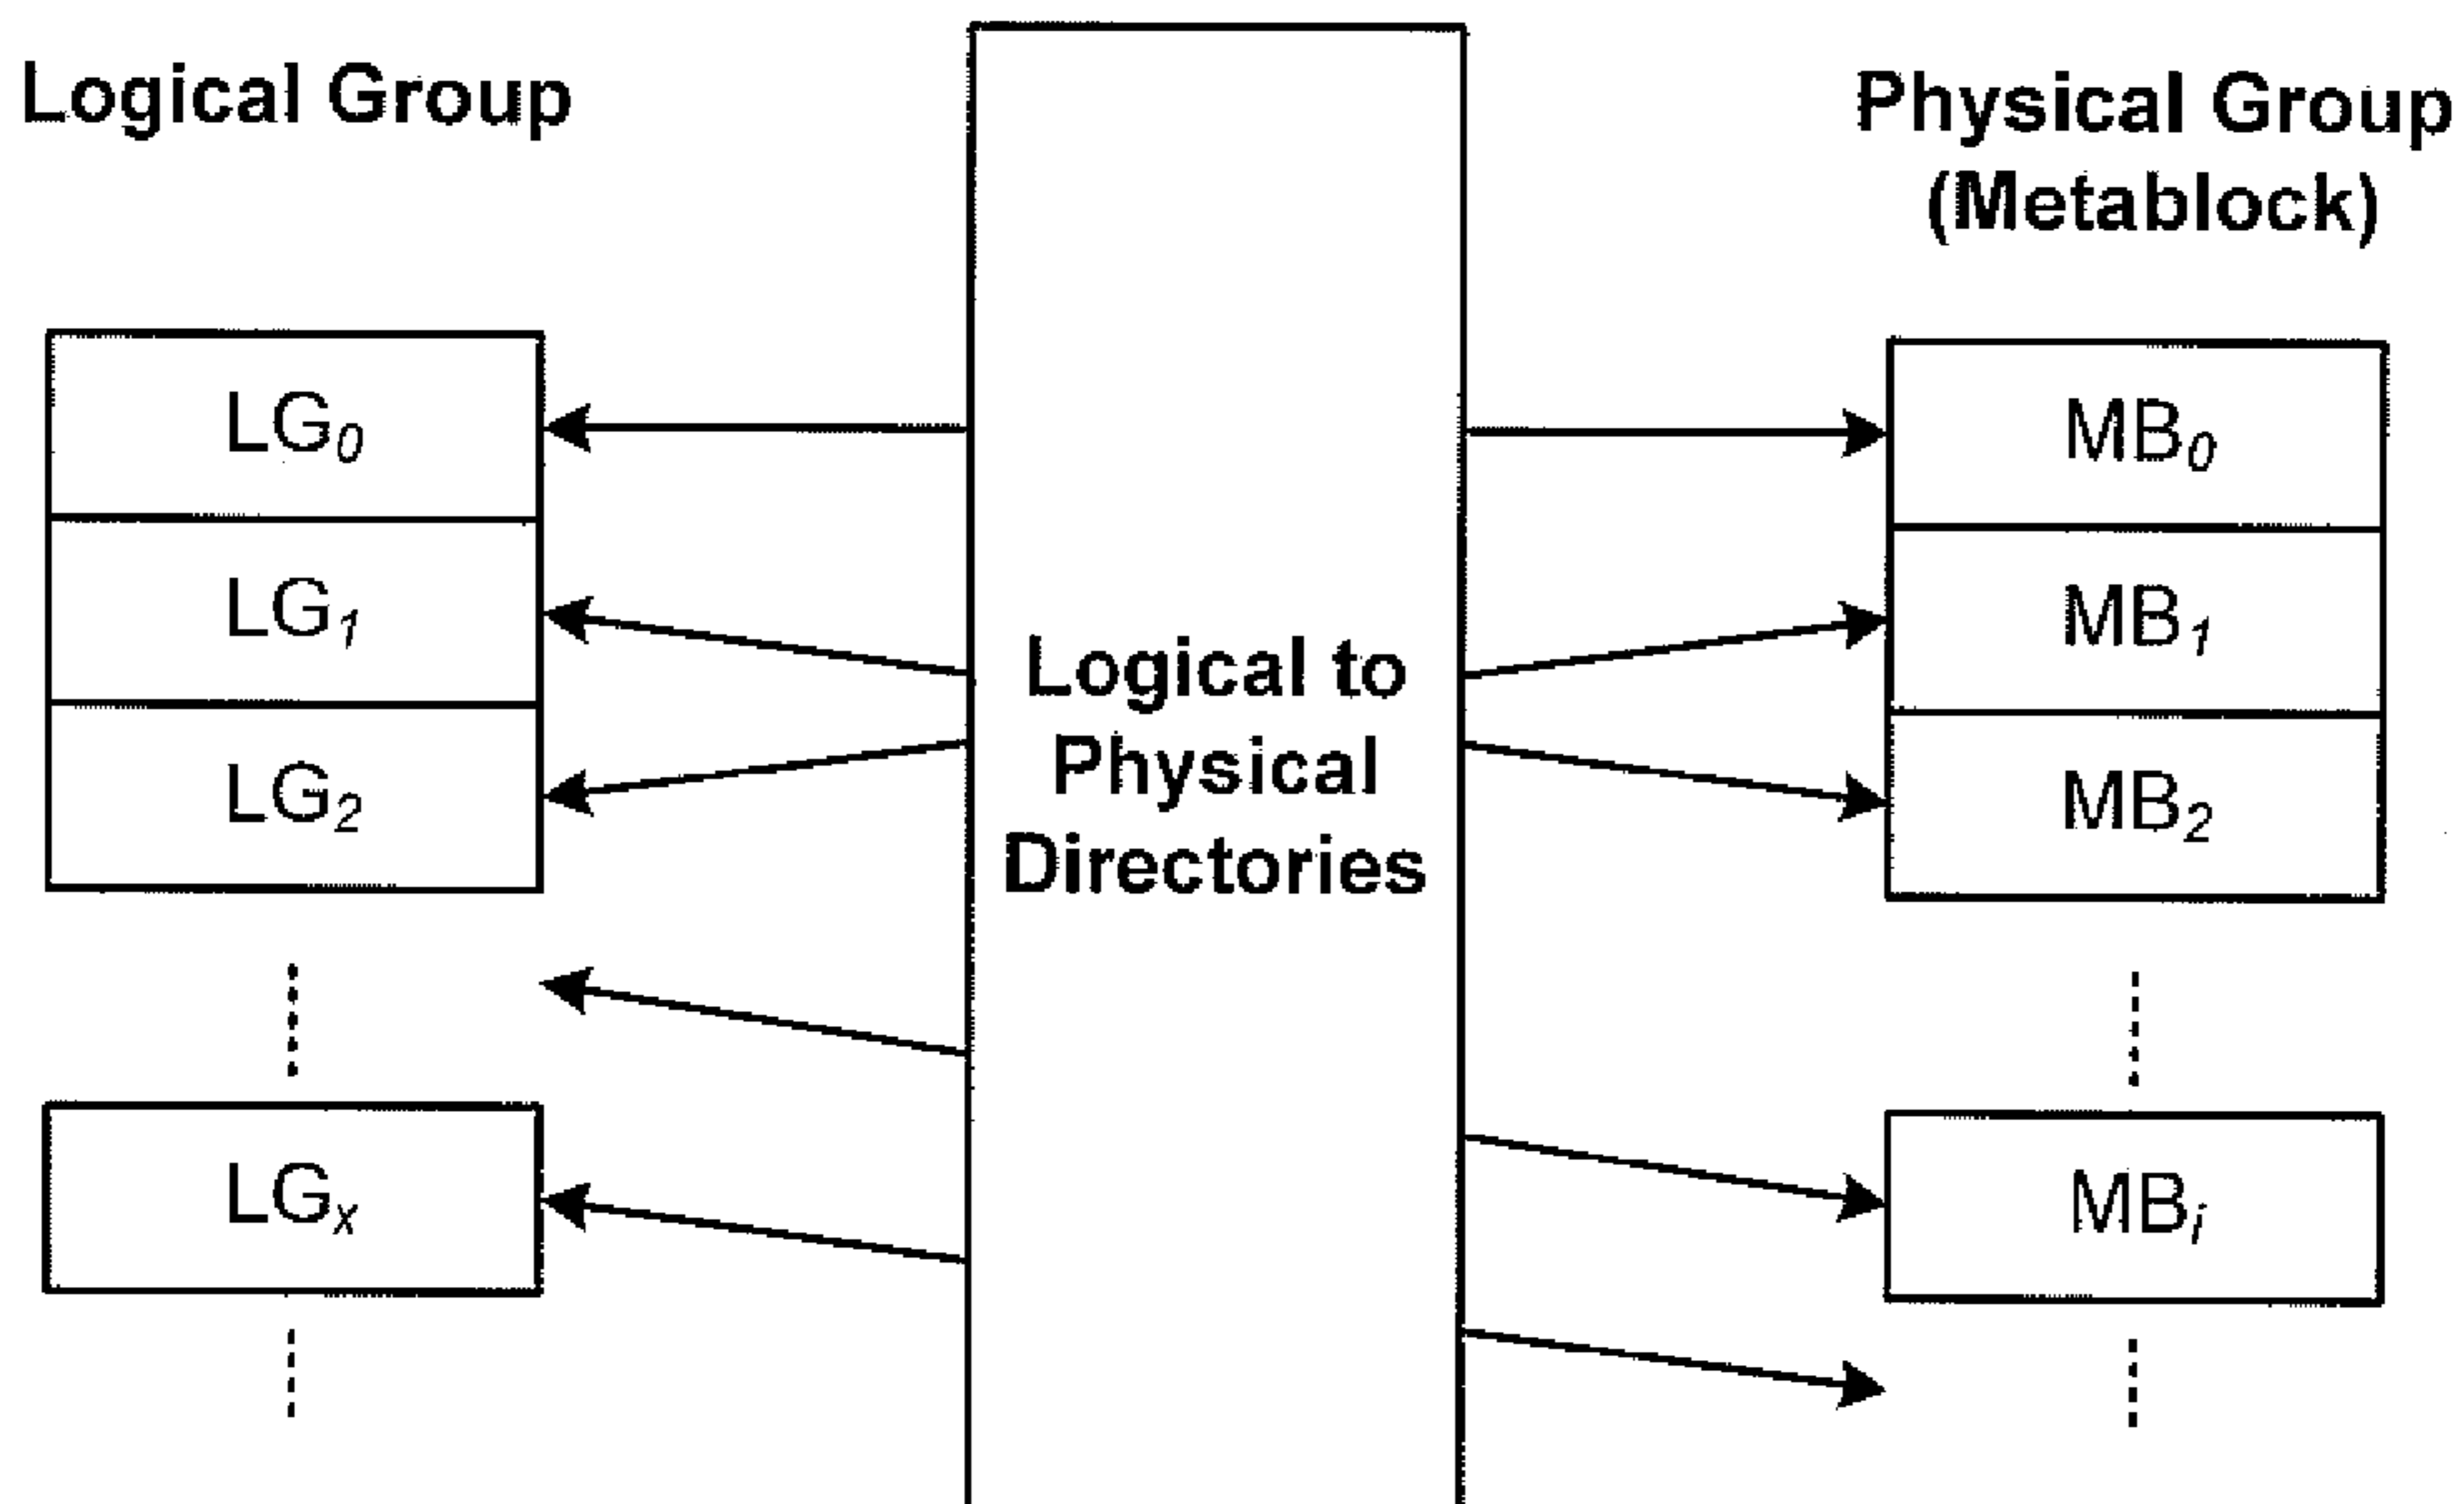 Logical Group
Physical Group
(Metablock)
LG0
LG1
LG2
LGx
Logical to
Physical
Directories
MB0
MB1
MB2
MBi